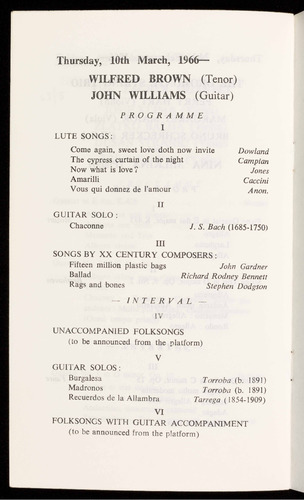 Thursday, 10th March, 1966—
WILFRED BROWN (Tenor)
JOHN WILLIAMS (Guitar)
PROGRAMME
I
LUTE SONGS:
Come again, sweet love doth now invite Dowland
The cypress curtain of the night Campian
Now what is love? Jones
Amarilli Caccini
Vous qui donnez de l'amour Anon.
II
GUITAR SOLO:
Chaconne J. S. Bach (1685-1750)
III
SONGS BY XX CENTURY COMPOSERS:
Fifteen million plastic bags John Gardner
Ballad Richard Rodney Bennett
Rags and bones Stephen Dodgton
— INTERVAL —
IV
UNACCOMPANIED FOLKSONGS
(to be announced from the platform)
V
GUITAR SOLOS:
Burgalesa Torroba (b. 1891)
Madronos Torroba (b. 1891)
Recuerdos de la Allambra Tarrega (1854-1909)
VI
FOLKSONGS WITH GUITAR ACCOMPANIMENT
(to be announced from the platform)